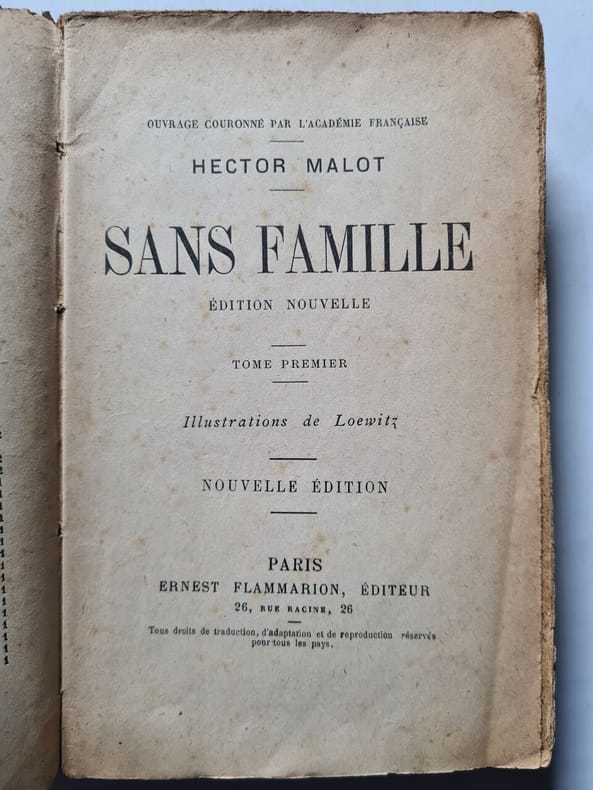 OUVRAGE COURONNÉ PAR L'ACADÉMIE FRANÇAISE
HECTOR MALOT
SANS FAMILLE
ÉDITION NOUVELLE
TOME PREMIER
Illustrations de Loewitz
NOUVELLE ÉDITION
PARIS
ERNEST FLAMMARION, ÉDITEUR
26, RUE RACINE, 26
Tous droits de traduction, d'adaptation et de reproduction réservés
pour tous les pays.